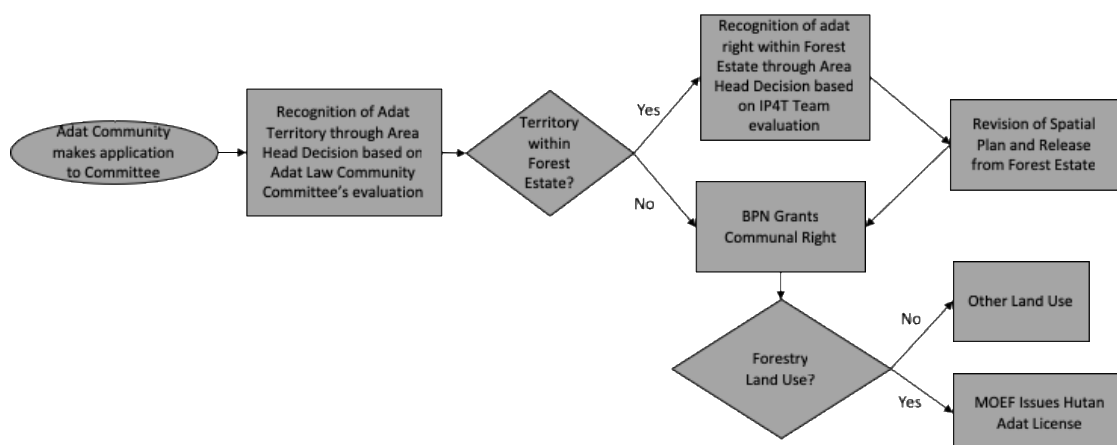 Adat Community
makes application
to Committee
Recognition of Adat
Territory through Area
Head Decision based on
Adat Law Community
Committee's evaluation
Territory
within
Forest
Estate?
Yes
No
Recognition of adat
right within Forest
Estate through Area
Head Decision based
on IP4T Team
evaluation
Revision of Spatial
Plan and Release
from Forest Estate
BPN Grants
Communal Right
Forestry
Land Use?
No
Yes
Other Land Use
MOEF Issues Hutan
Adat License